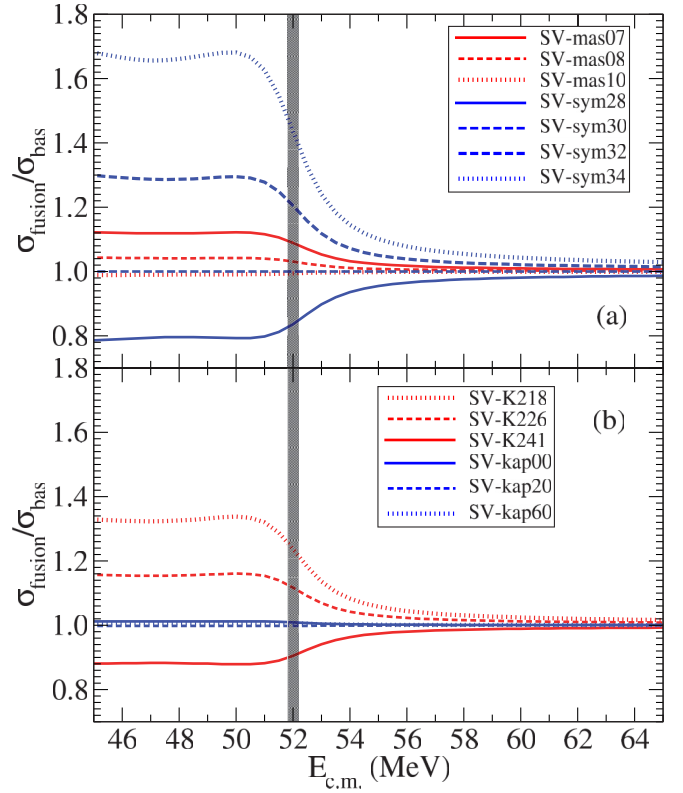 1.8
1.6
1.4
1.2
1.0
0.8
σfusion/σbas
SV-mas07
SV-mas08
SV-mas10
SV-sym28
SV-sym30
SV-sym32
SV-sym34
(a)
1.8
1.6
1.4
1.2
1.0
0.8
σfusion/σbas
SV-K218
SV-K226
SV-K241
SV-kap00
SV-kap20
SV-kap60
(b)
46 48 50 52 54 56 58 60 62 64
Ec.m. (MeV)